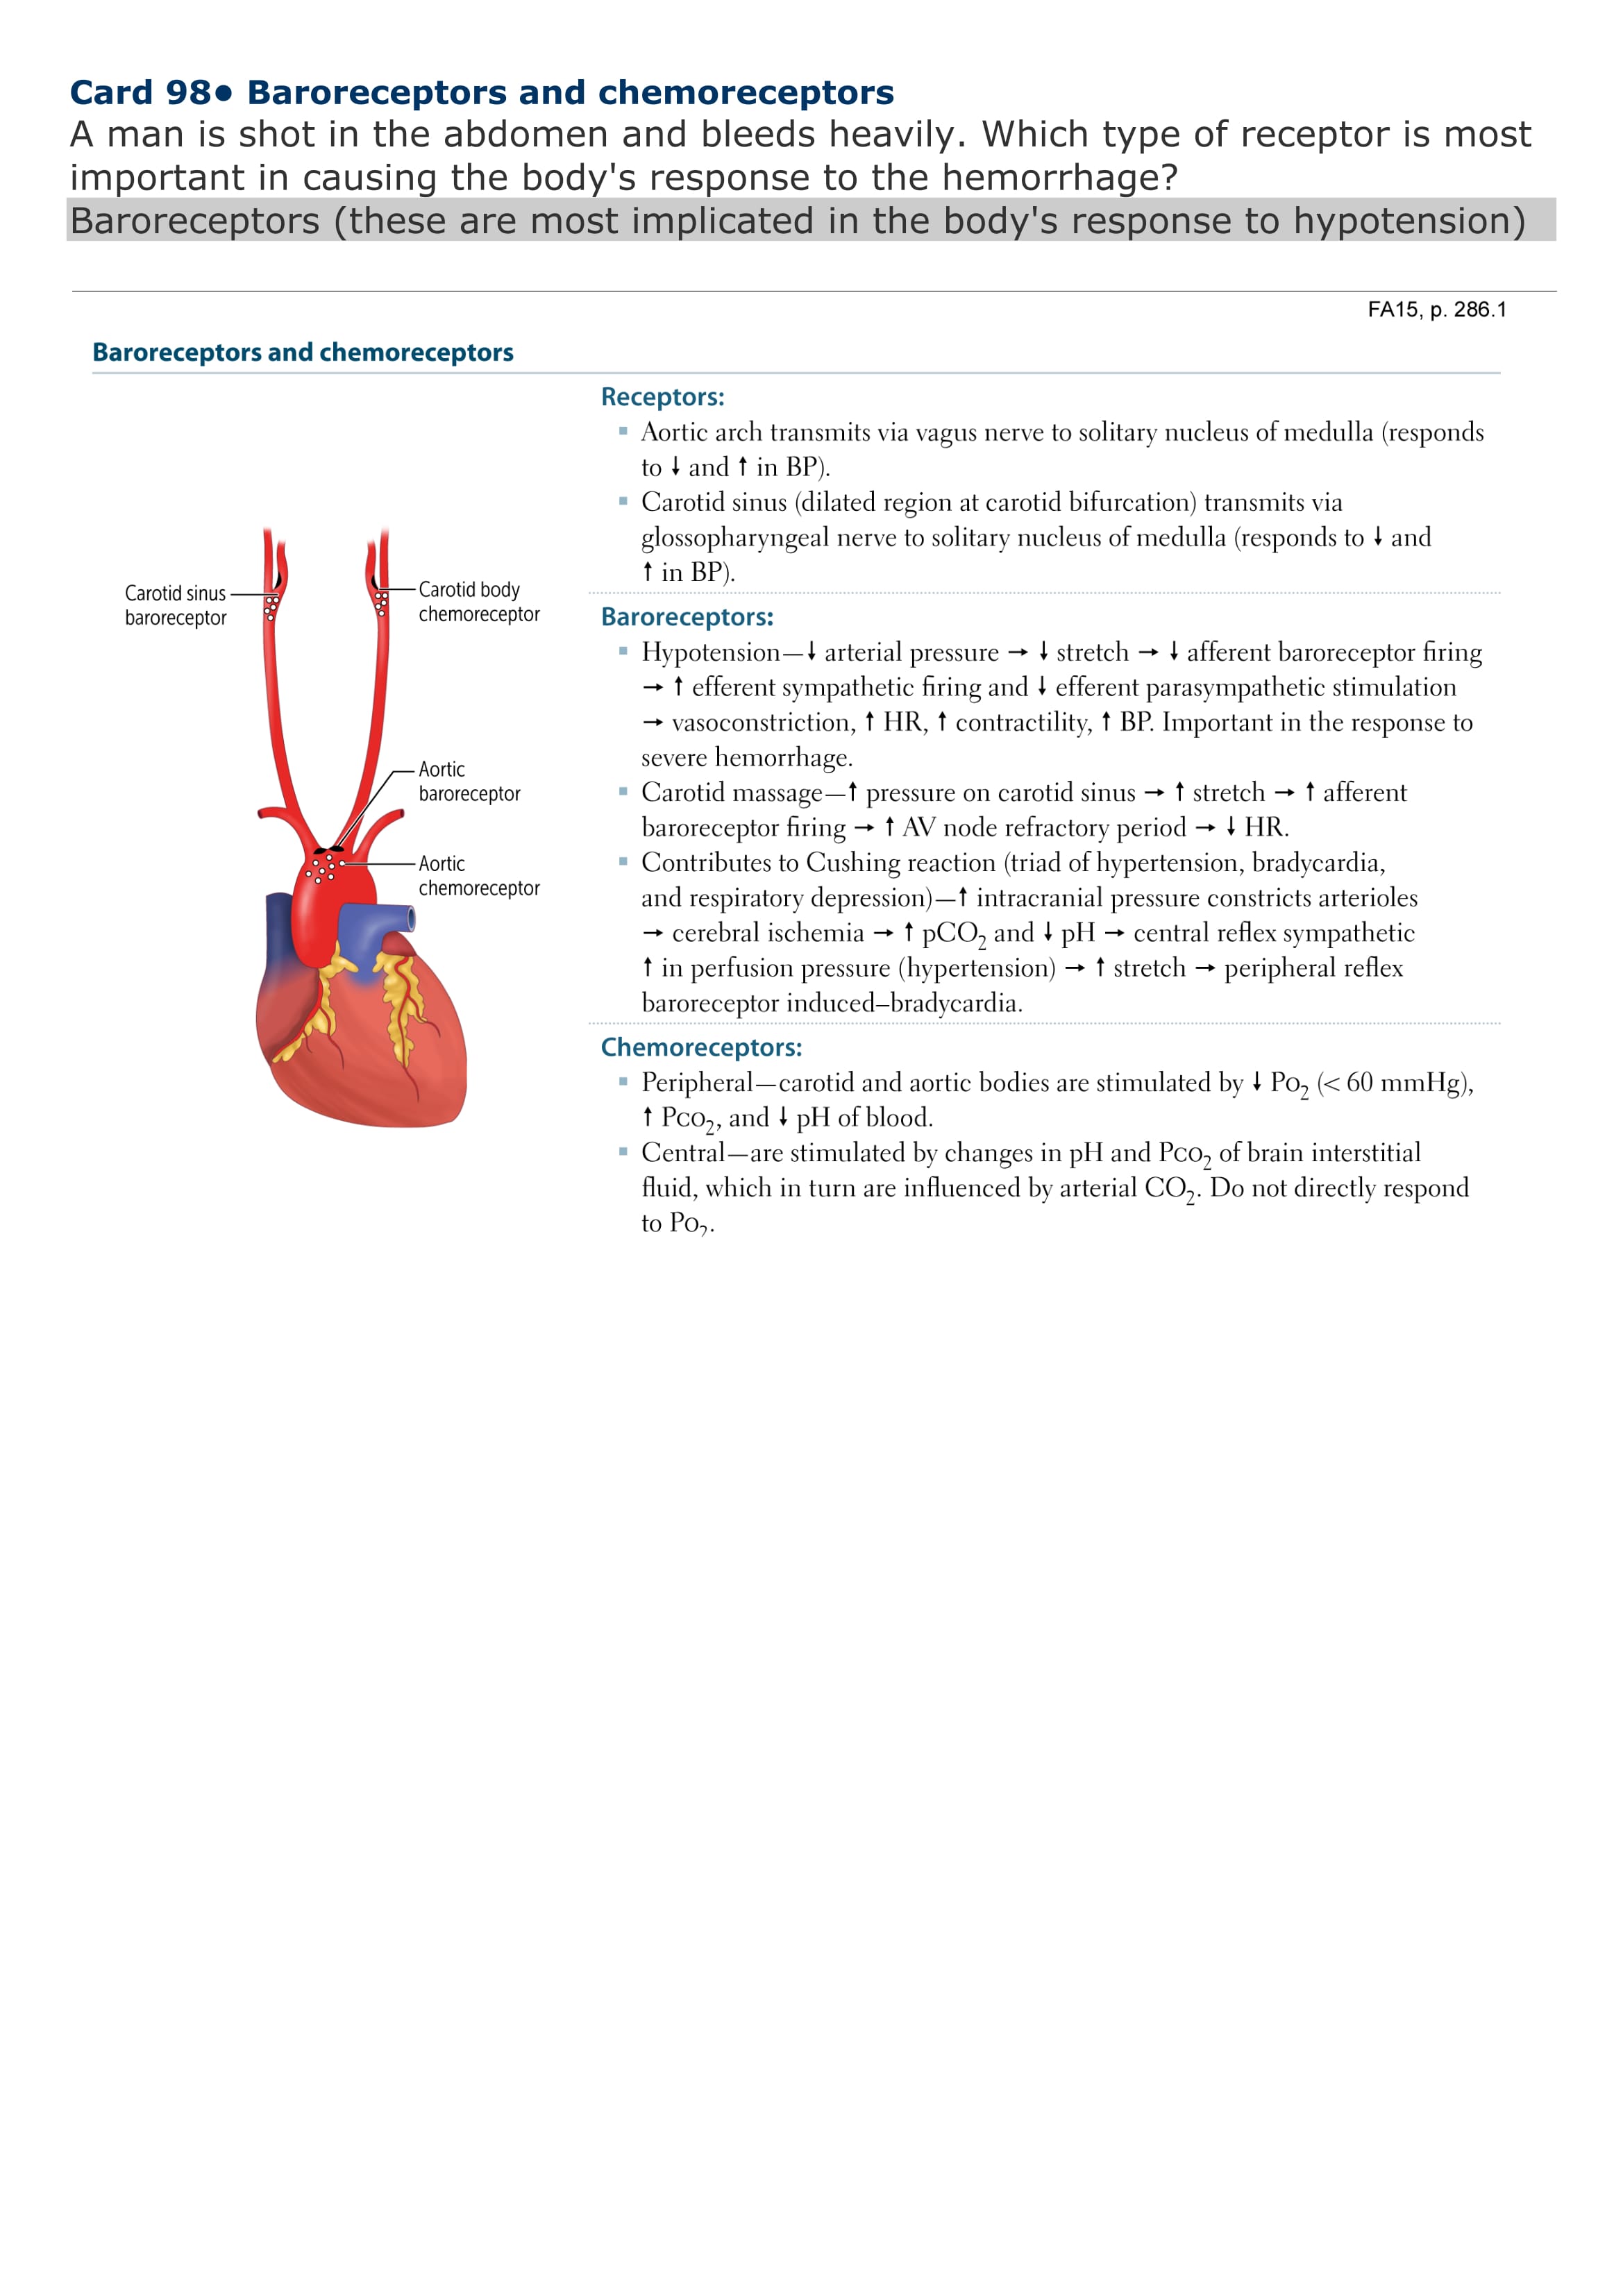 Card 98● Baroreceptors and chemoreceptors
A man is shot in the abdomen and bleeds heavily. Which type of receptor is most
important in causing the body's response to the hemorrhage?
Baroreceptors (these are most implicated in the body's response to hypotension)
FA15, p. 286.1
Baroreceptors and chemoreceptors
Carotid sinus
baroreceptor
Carotid body
chemoreceptor
Aortic
baroreceptor
Aortic
chemoreceptor
Receptors:
▪ Aortic arch transmits via vagus nerve to solitary nucleus of medulla (responds
to ↓ and ↑ in BP).
▪ Carotid sinus (dilated region at carotid bifurcation) transmits via
glossopharyngeal nerve to solitary nucleus of medulla (responds to ↓ and
↑ in BP).
Baroreceptors:
▪ Hypotension—↓ arterial pressure → ↓ stretch → ↓ afferent baroreceptor firing
→ ↑ efferent sympathetic firing and ↓ efferent parasympathetic stimulation
→ vasoconstriction, ↑ HR, ↑ contractility, ↑ BP. Important in the response to
severe hemorrhage.
▪ Carotid massage—↑ pressure on carotid sinus → ↑ stretch → ↑ afferent
baroreceptor firing → ↑ AV node refractory period → ↓ HR.
▪ Contributes to Cushing reaction (triad of hypertension, bradycardia,
and respiratory depression)—↑ intracranial pressure constricts arterioles
→ cerebral ischemia → ↑ pCO₂ and ↓ pH → central reflex sympathetic
↑ in perfusion pressure (hypertension) → ↑ stretch → peripheral reflex
baroreceptor induced–bradycardia.
Chemoreceptors:
▪ Peripheral—carotid and aortic bodies are stimulated by ↓ Po₂ (< 60 mmHg),
↑ Pco₂, and ↓ pH of blood.
▪ Central—are stimulated by changes in pH and Pco₂ of brain interstitial
fluid, which in turn are influenced by arterial CO₂. Do not directly respond
to Po₂.